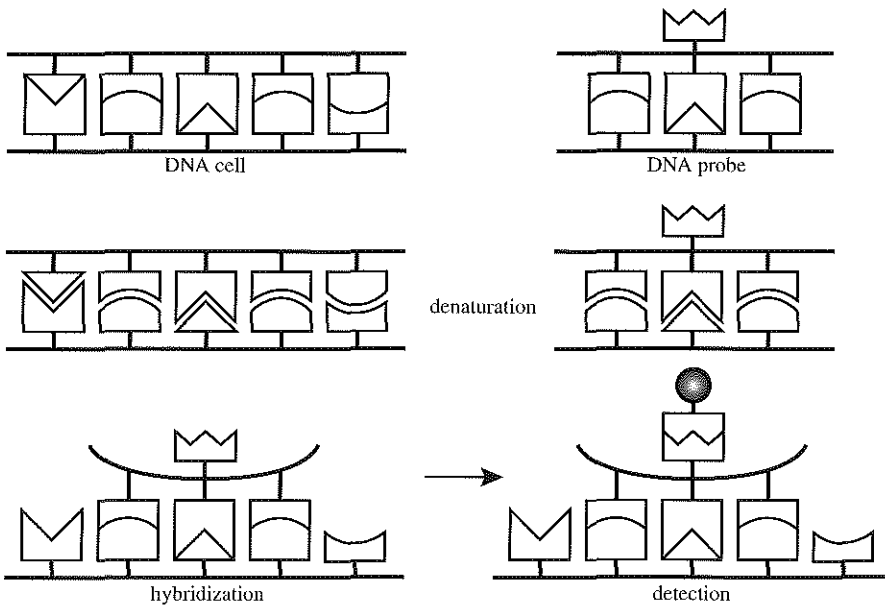 DNA cell
DNA probe
denaturation
hybridization
detection